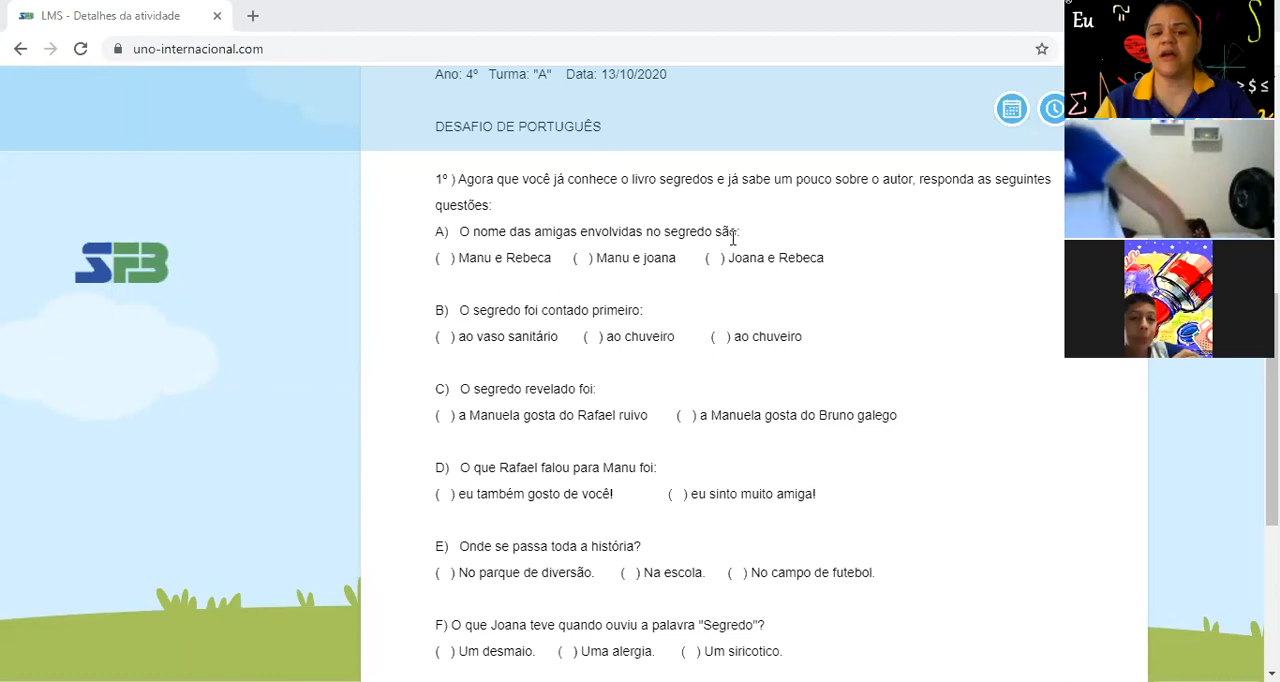 LMS - Detalhes da atividade
uno-internacional.com
Ano: 4º Turma: "A" Data: 13/10/2020
DESAFIO DE PORTUGUÊS
1º ) Agora que você já conhece o livro segredos e já sabe um pouco sobre o autor, responda as seguintes
questões:
A) O nome das amigas envolvidas no segredo são:
( ) Manu e Rebeca ( ) Manu e joana ( ) Joana e Rebeca
B) O segredo foi contado primeiro:
( ) ao vaso sanitário ( ) ao chuveiro ( ) ao chuveiro
C) O segredo revelado foi:
( ) a Manuela gosta do Rafael ruivo ( ) a Manuela gosta do Bruno galego
D) O que Rafael falou para Manu foi:
( ) eu também gosto de você! ( ) eu sinto muito amiga!
E) Onde se passa toda a história?
( ) No parque de diversão. ( ) Na escola. ( ) No campo de futebol.
F) O que Joana teve quando ouviu a palavra "Segredo"?
( ) Um desmaio. ( ) Uma alergia. ( ) Um siricotico.
SFB
Eu
Σ
> $ ≤